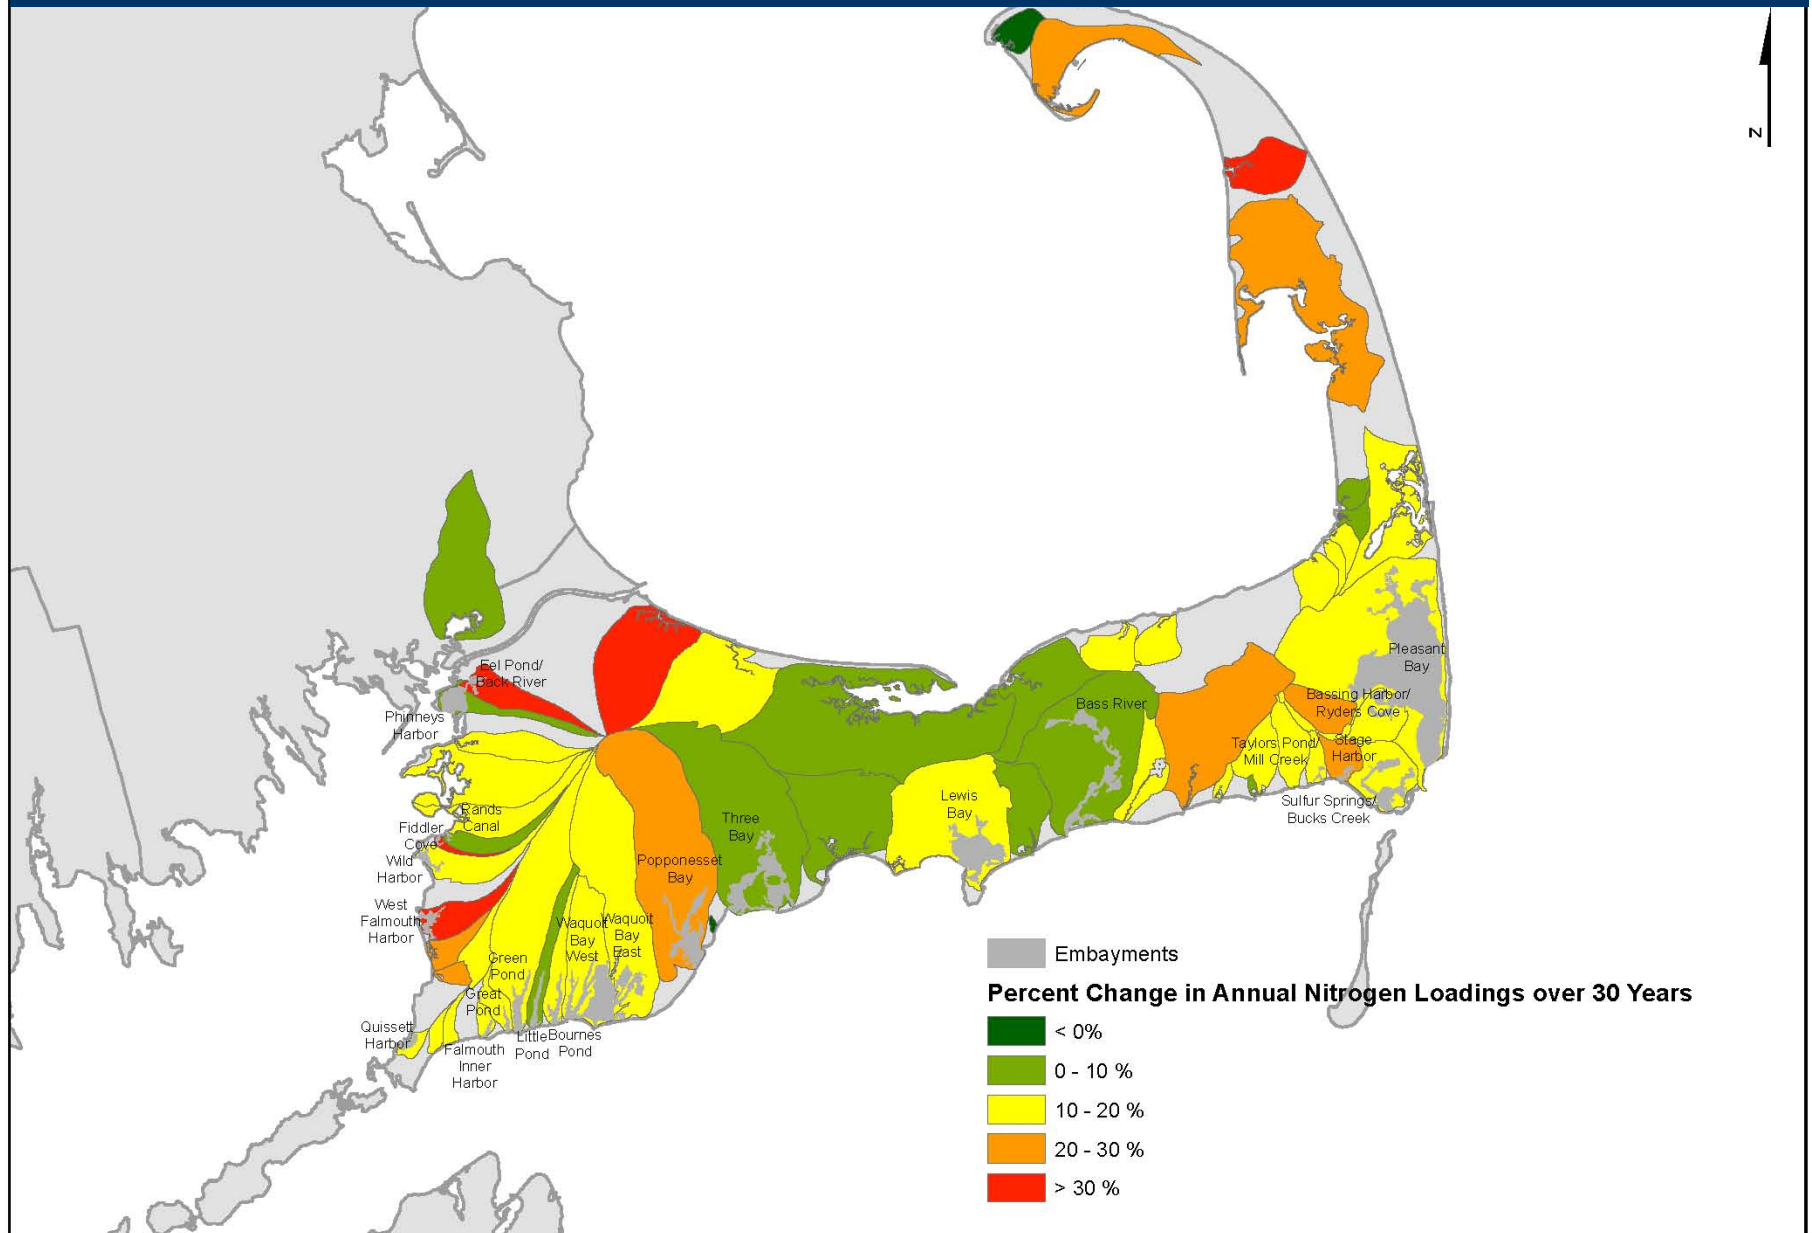 N
Eel Pond/
Back River
Phinneys
Harbor
Rands
Canal
Fiddler
Cove
Wild
Harbor
West
Falmouth
Harbor
Quissett
Harbor
Falmouth
Inner
Harbor
Great
Pond
Green
Pond
Little
Pond
Bournes
Pond
Waquoit
Bay
West
Waquoit
Bay
East
Popponesset
Bay
Three
Bay
Lewis
Bay
Bass River
Taylors Pond/
Mill Creek
Stage
Harbor
Sulfur Springs/
Bucks Creek
Bassing Harbor/
Ryders Cove
Pleasant
Bay
Embayments
Percent Change in Annual Nitrogen Loadings over 30 Years
< 0%
0 - 10 %
10 - 20 %
20 - 30 %
> 30 %